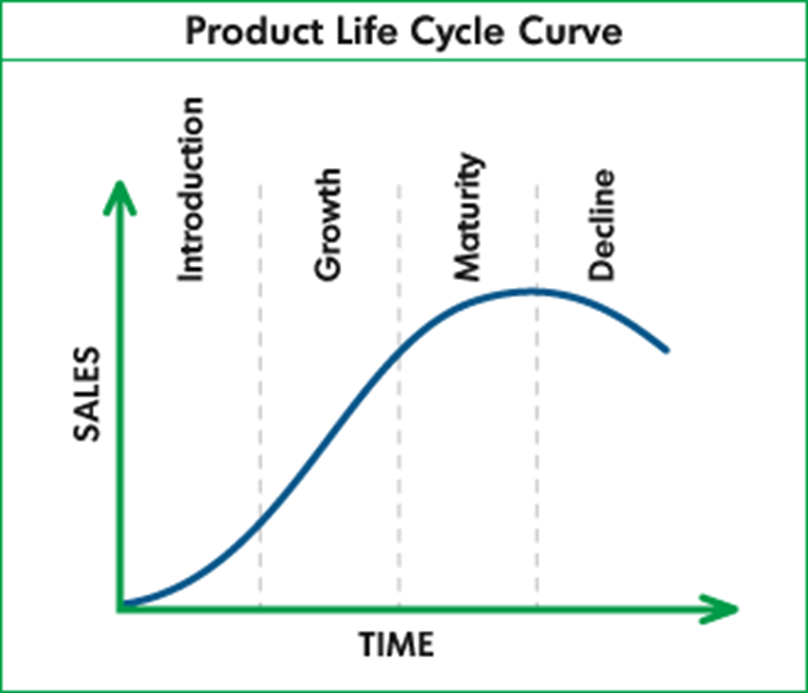 Product Life Cycle Curve
Introduction
Growth
Maturity
Decline
SALES
TIME